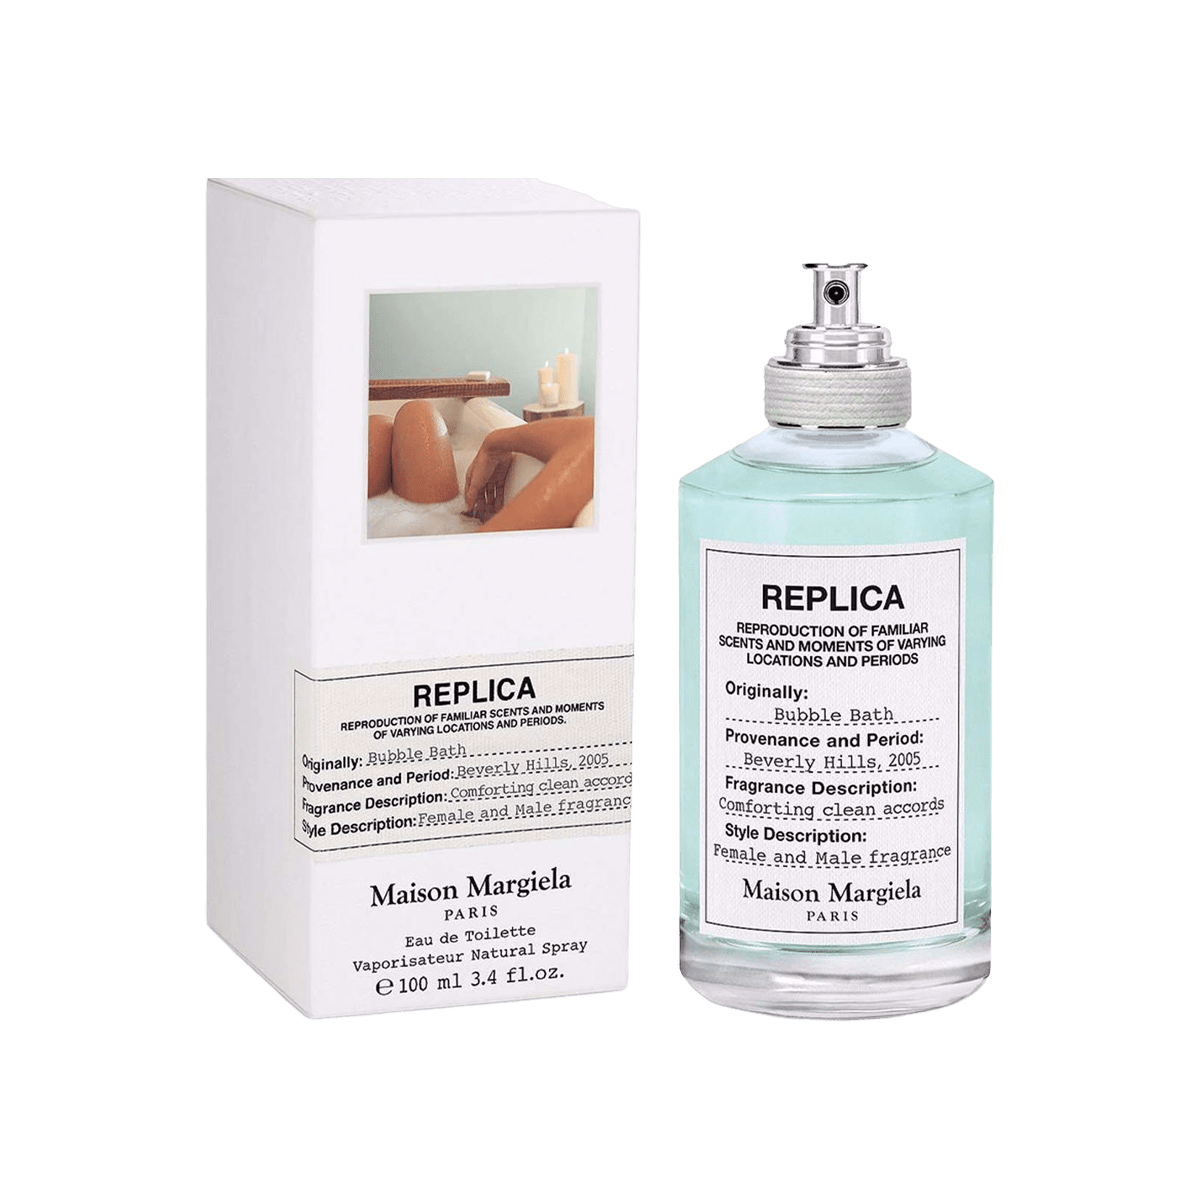 REPLICA
REPRODUCTION OF FAMILIAR SCENTS AND MOMENTS
OF VARYING LOCATIONS AND PERIODS.
Originally: Bubble Bath
Provenance and Period: Beverly Hills, 2005
Fragrance Description: Comforting clean accords
Style Description: Female and Male fragranc
Maison Margiela
PARIS
Eau de Toilette
Vaporisateur Natural Spray
℮ 100 ml 3.4 fl.oz.
REPLICA
REPRODUCTION OF FAMILIAR
SCENTS AND MOMENTS OF VARYING
LOCATIONS AND PERIODS
Originally:
Bubble Bath
Provenance and Period:
Beverly Hills, 2005
Fragrance Description:
Comforting clean accords
Style Description:
Female and Male fragrance
Maison Margiela
PARIS